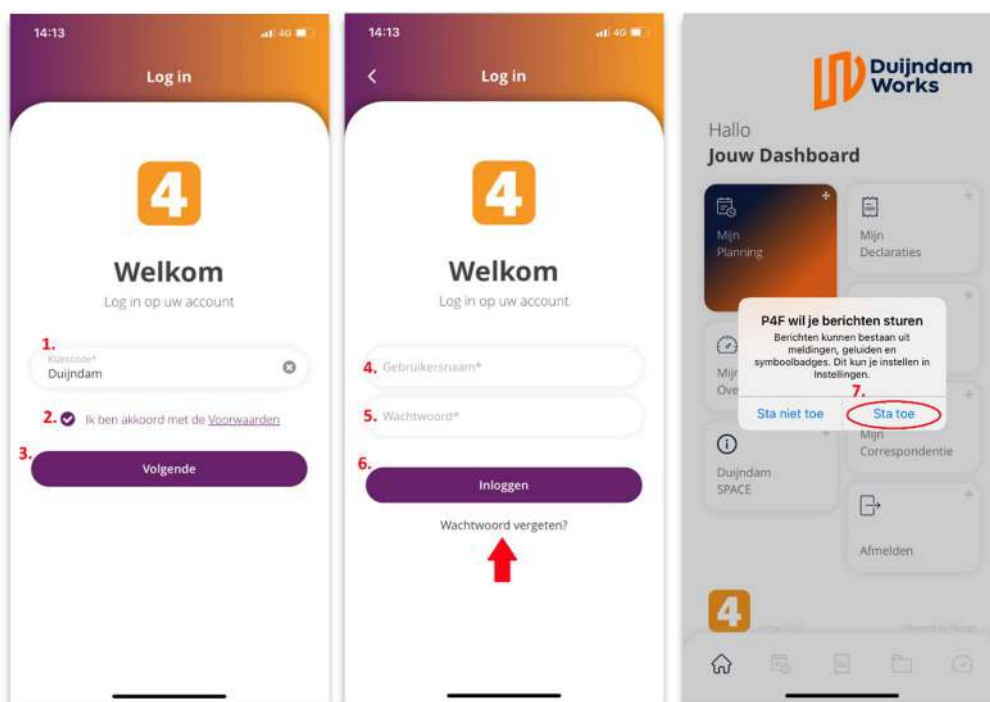 14:13
4G
Log in
4
Welkom
Log in op uw account
1.
Klantcode*
Duijndam
2.
Ik ben akkoord met de Voorwaarden
3.
Volgende
14:13
4G
Log in
4
Welkom
Log in op uw account
4. Gebruikersnaam*
5. Wachtwoord*
6.
Inloggen
Wachtwoord vergeten?
Duijndam
Works
Hallo
Jouw Dashboard
Mijn
Planning
Mijn
Declaraties
P4F wil je berichten sturen
Berichten kunnen bestaan uit
meldingen, geluiden en
symboolbadges. Dit kun je instellen in
Instellingen.
7.
Sta niet toe
Sta toe
Mijn
Ove
Mijn
Correspondentie
Duijndam
SPACE
Afmelden
4